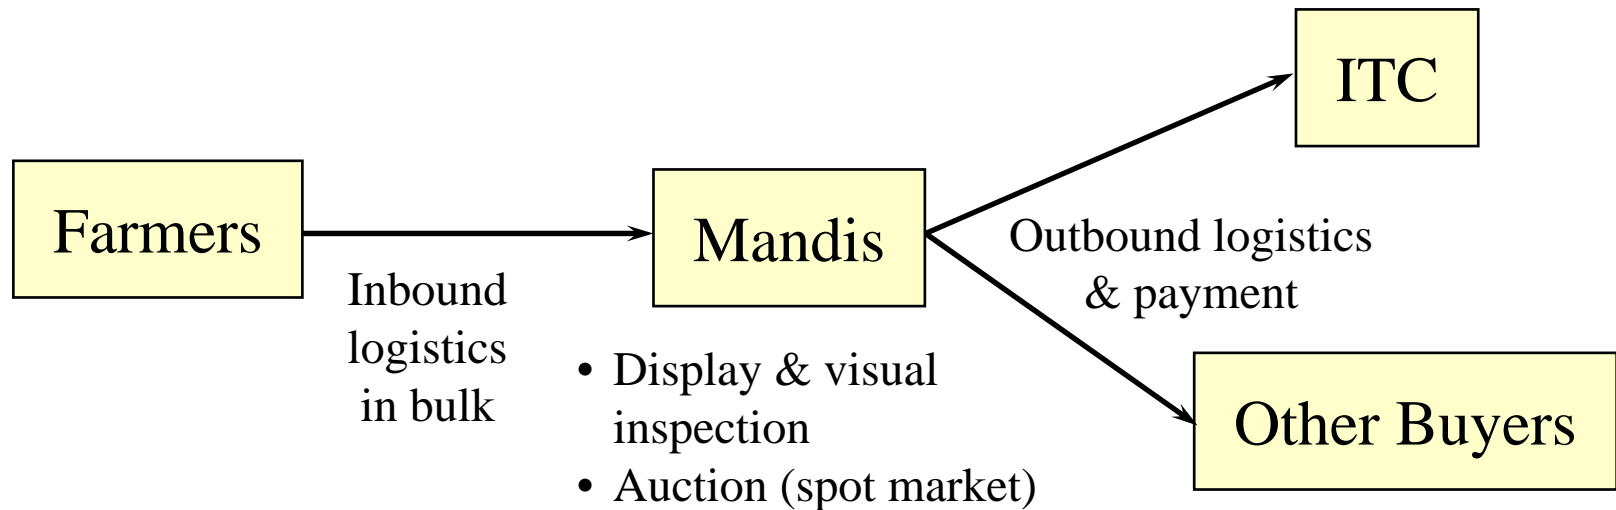 ITC
Farmers
Mandis
Outbound logistics
& payment
Inbound
logistics
in bulk
• Display & visual
inspection
• Auction (spot market)
Other Buyers